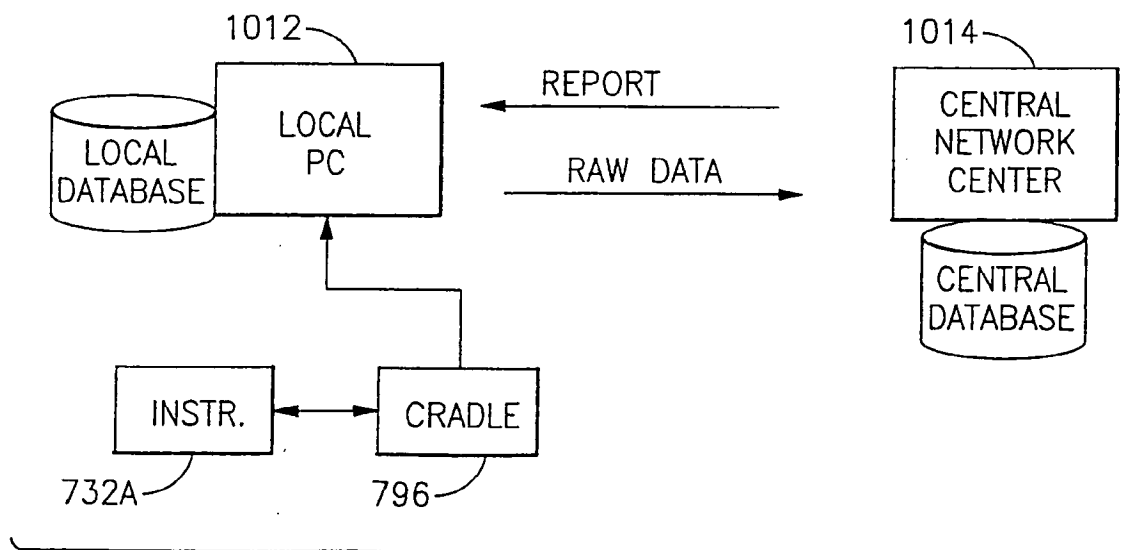 1012
LOCAL
DATABASE
LOCAL
PC
REPORT
RAW DATA
1014
CENTRAL
NETWORK
CENTER
CENTRAL
DATABASE
INSTR.
CRADLE
732A
796